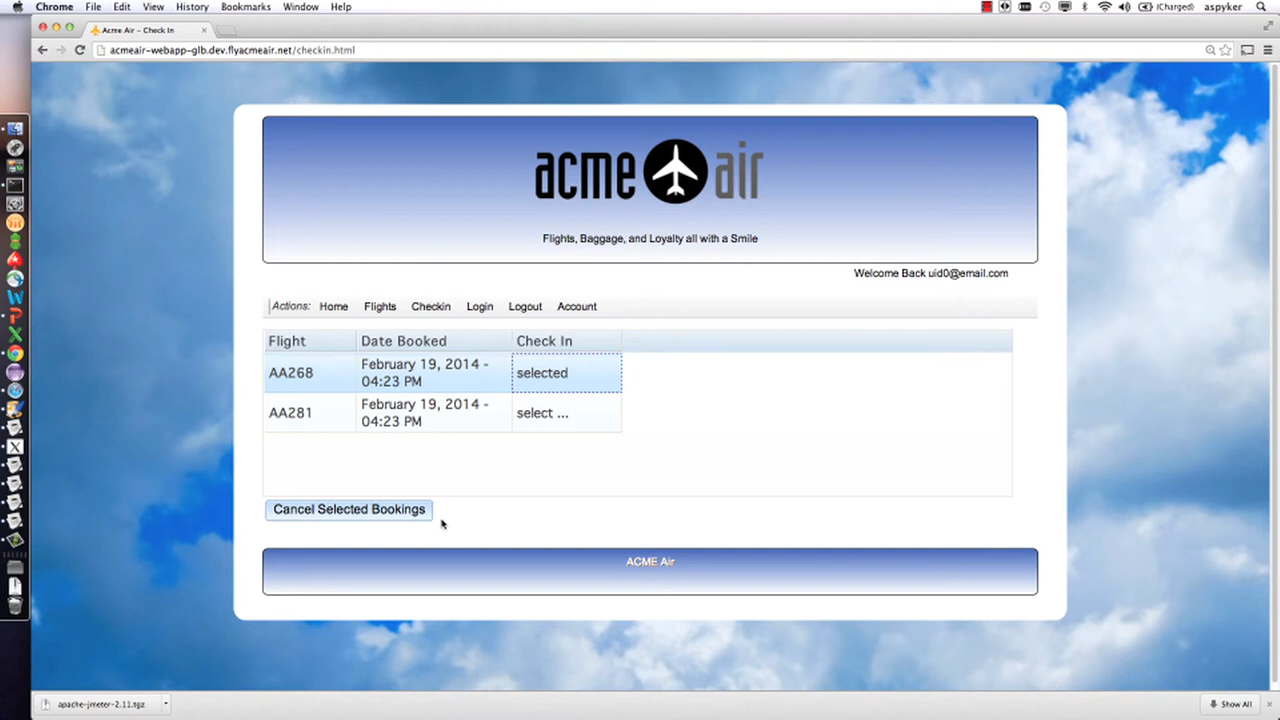 Chrome File Edit View History Bookmarks Window Help (Charged) aspyker
Acme Air - Check In
acmeair-webapp-glb.dev.flyacmeair.net/checkin.html
acme air
Flights, Baggage, and Loyalty all with a Smile
Welcome Back uid0@email.com
Actions: Home Flights Checkin Login Logout Account
Flight Date Booked Check In
AA268 February 19, 2014 - 04:23 PM selected
AA281 February 19, 2014 - 04:23 PM select ...
Cancel Selected Bookings
ACME Air
apache-jmeter-2.11.tgz Show All